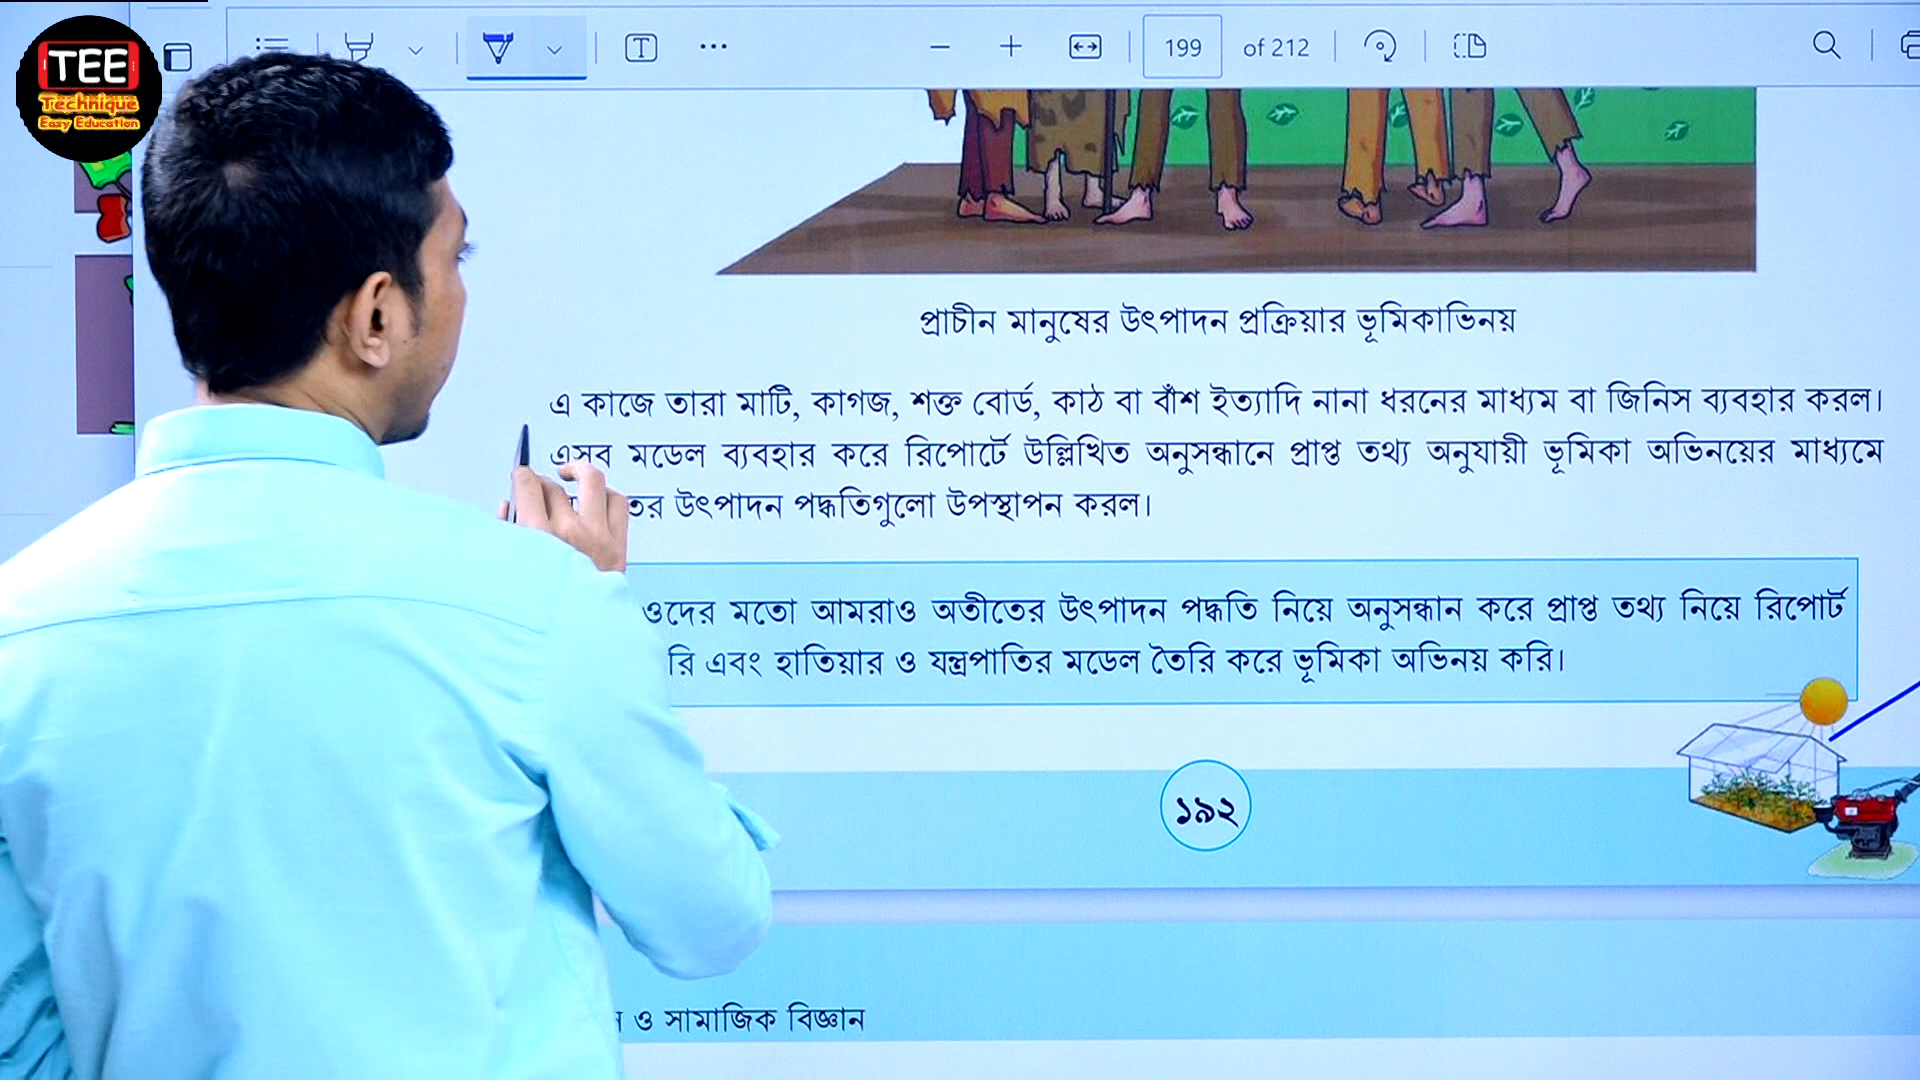 TEE
Technique
Easy Education
199 of 212
প্রাচীন মানুষের উৎপাদন প্রক্রিয়ার ভূমিকাভিনয়
এ কাজে তারা মাটি, কাগজ, শক্ত বোর্ড, কাঠ বা বাঁশ ইত্যাদি নানা ধরনের মাধ্যম বা জিনিস ব্যবহার করল।
এসব মডেল ব্যবহার করে রিপোর্টে উল্লিখিত অনুসন্ধানে প্রাপ্ত তথ্য অনুযায়ী ভূমিকা অভিনয়ের মাধ্যমে
উৎপাদন পদ্ধতিগুলো উপস্থাপন করল।
ওদের মতো আমরাও অতীতের উৎপাদন পদ্ধতি নিয়ে অনুসন্ধান করে প্রাপ্ত তথ্য নিয়ে রিপোর্ট
এবং হাতিয়ার ও যন্ত্রপাতির মডেল তৈরি করে ভূমিকা অভিনয় করি।
১৯২
ও সামাজিক বিজ্ঞান